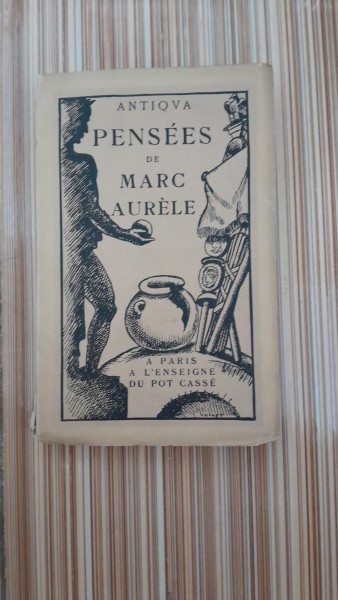 ANTIQVA
PENSÉES
DE
MARC
AURÈLE
A PARIS
A L'ENSEIGNE
DU POT CASSÉ